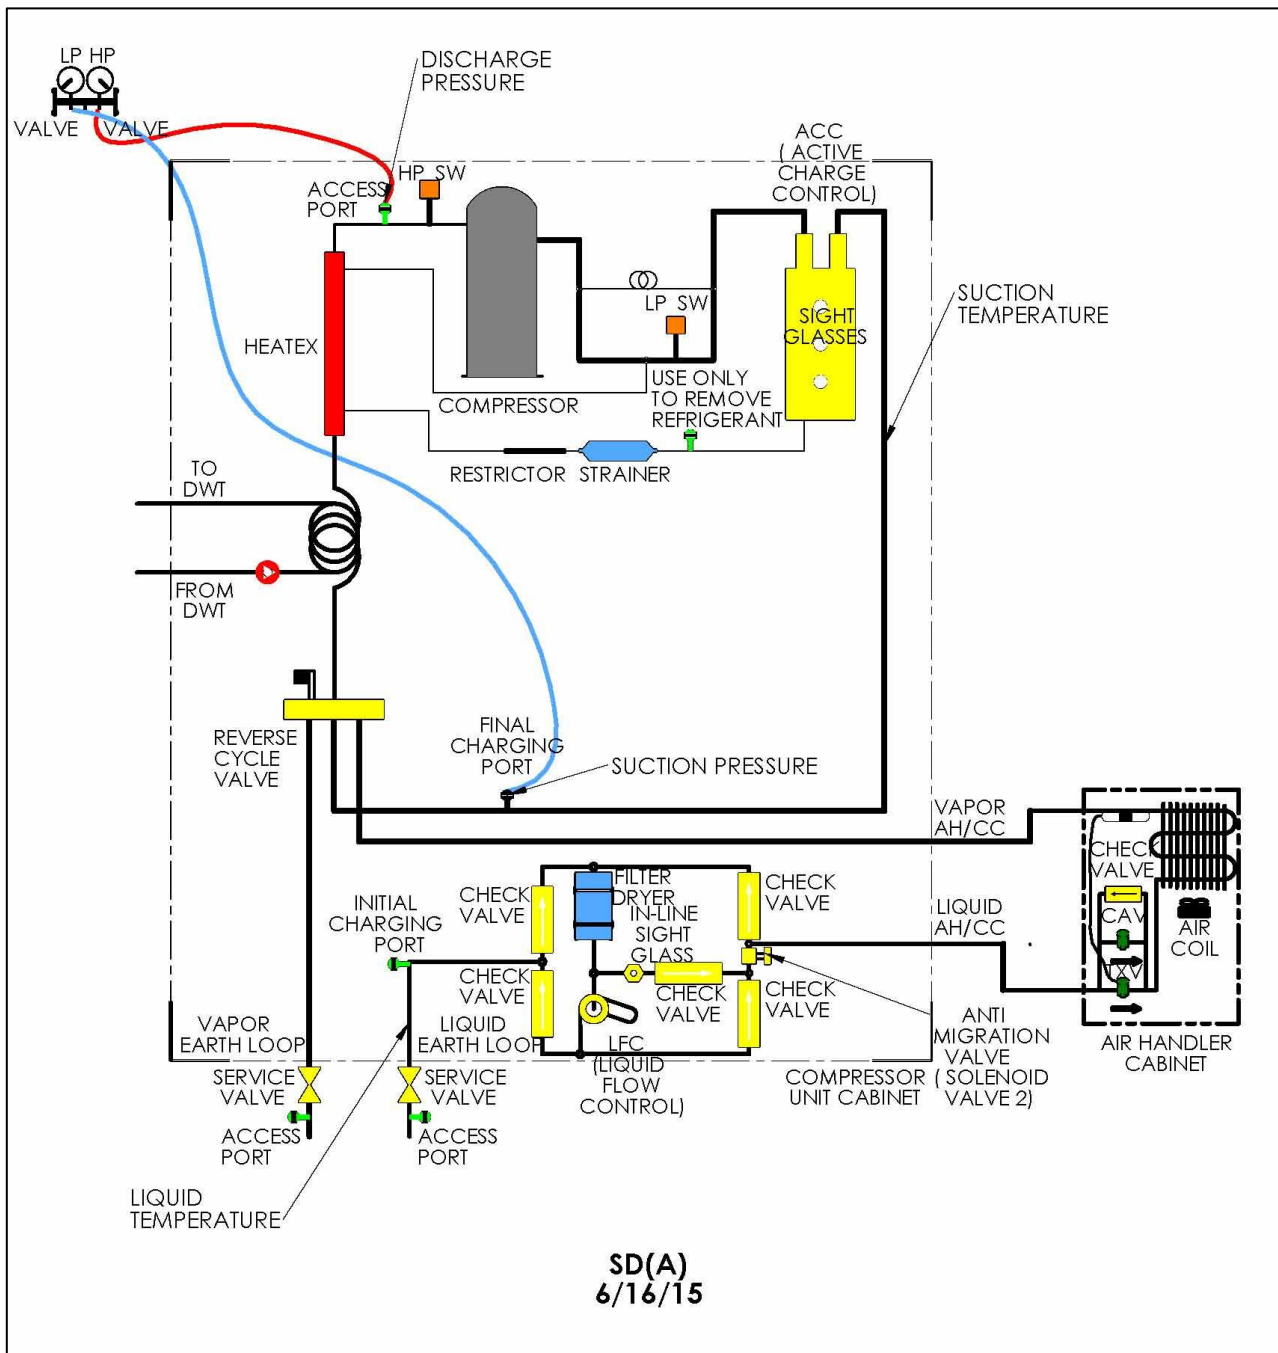 LP HP
VALVE VALVE
DISCHARGE
PRESSURE
ACC
( ACTIVE
CHARGE
CONTROL)
HP SW
ACCESS
PORT
SUCTION
TEMPERATURE
LP SW
SIGHT
GLASSES
HEATEX
USE ONLY
TO REMOVE
REFRIGERANT
COMPRESSOR
RESTRICTOR STRAINER
TO
DWT
FROM
DWT
REVERSE
CYCLE
VALVE
FINAL
CHARGING
PORT
SUCTION PRESSURE
VAPOR
AH/CC
CHECK
VALVE
CAV
TXV
AIR
COIL
LIQUID
AH/CC
INITIAL
CHARGING
PORT
CHECK
VALVE
FILTER
DRYER
IN-LINE
SIGHT
GLASS
CHECK
VALVE
CHECK
VALVE
CHECK
VALVE
CHECK
VALVE
VAPOR
EARTH LOOP
LIQUID
EARTH LOOP
LFC
(LIQUID
FLOW
CONTROL)
ANTI
MIGRATION
VALVE
( SOLENOID
VALVE 2)
AIR HANDLER
CABINET
COMPRESSOR
UNIT CABINET
SERVICE
VALVE
SERVICE
VALVE
ACCESS
PORT
ACCESS
PORT
LIQUID
TEMPERATURE
SD(A)
6/16/15